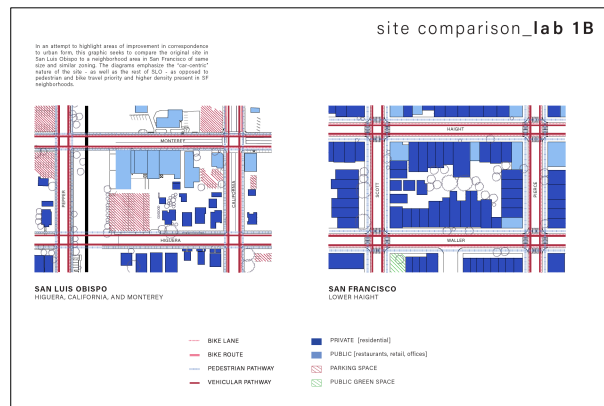 site comparison_lab 1B
In an attempt to highlight areas of improvement in correspondence
to urban form, this graphic seeks to compare the original site in
San Luis Obispo to a neighborhood area in San Francisco of same
size and similar zoning. The diagrams emphasize the "car-centric"
nature of the site - as well as the rest of SLO - as opposed to
pedestrian and bike travel priority and higher density present in SF
neighborhoods.
MONTEREY
PEPPER
CALIFORNIA
HIGUERA
HAIGHT
SCOTT
PIERCE
WALLER
SAN LUIS OBISPO
HIGUERA, CALIFORNIA, AND MONTEREY
SAN FRANCISCO
LOWER HAIGHT
BIKE LANE
BIKE ROUTE
PEDESTRIAN PATHWAY
VEHICULAR PATHWAY
PRIVATE [residential]
PUBLIC [restaurants, retail, offices]
PARKING SPACE
PUBLIC GREEN SPACE